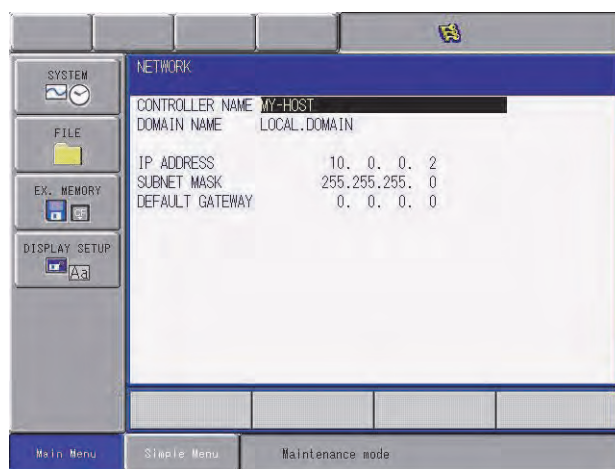 SYSTEM
FILE
EX. MEMORY
CF
DISPLAY SETUP
Aa
NETWORK
CONTROLLER NAME MY-HOST
DOMAIN NAME LOCAL.DOMAIN
IP ADDRESS 10. 0. 0. 2
SUBNET MASK 255.255.255. 0
DEFAULT GATEWAY 0. 0. 0. 0
Main Menu
Simple Menu
Maintenance mode